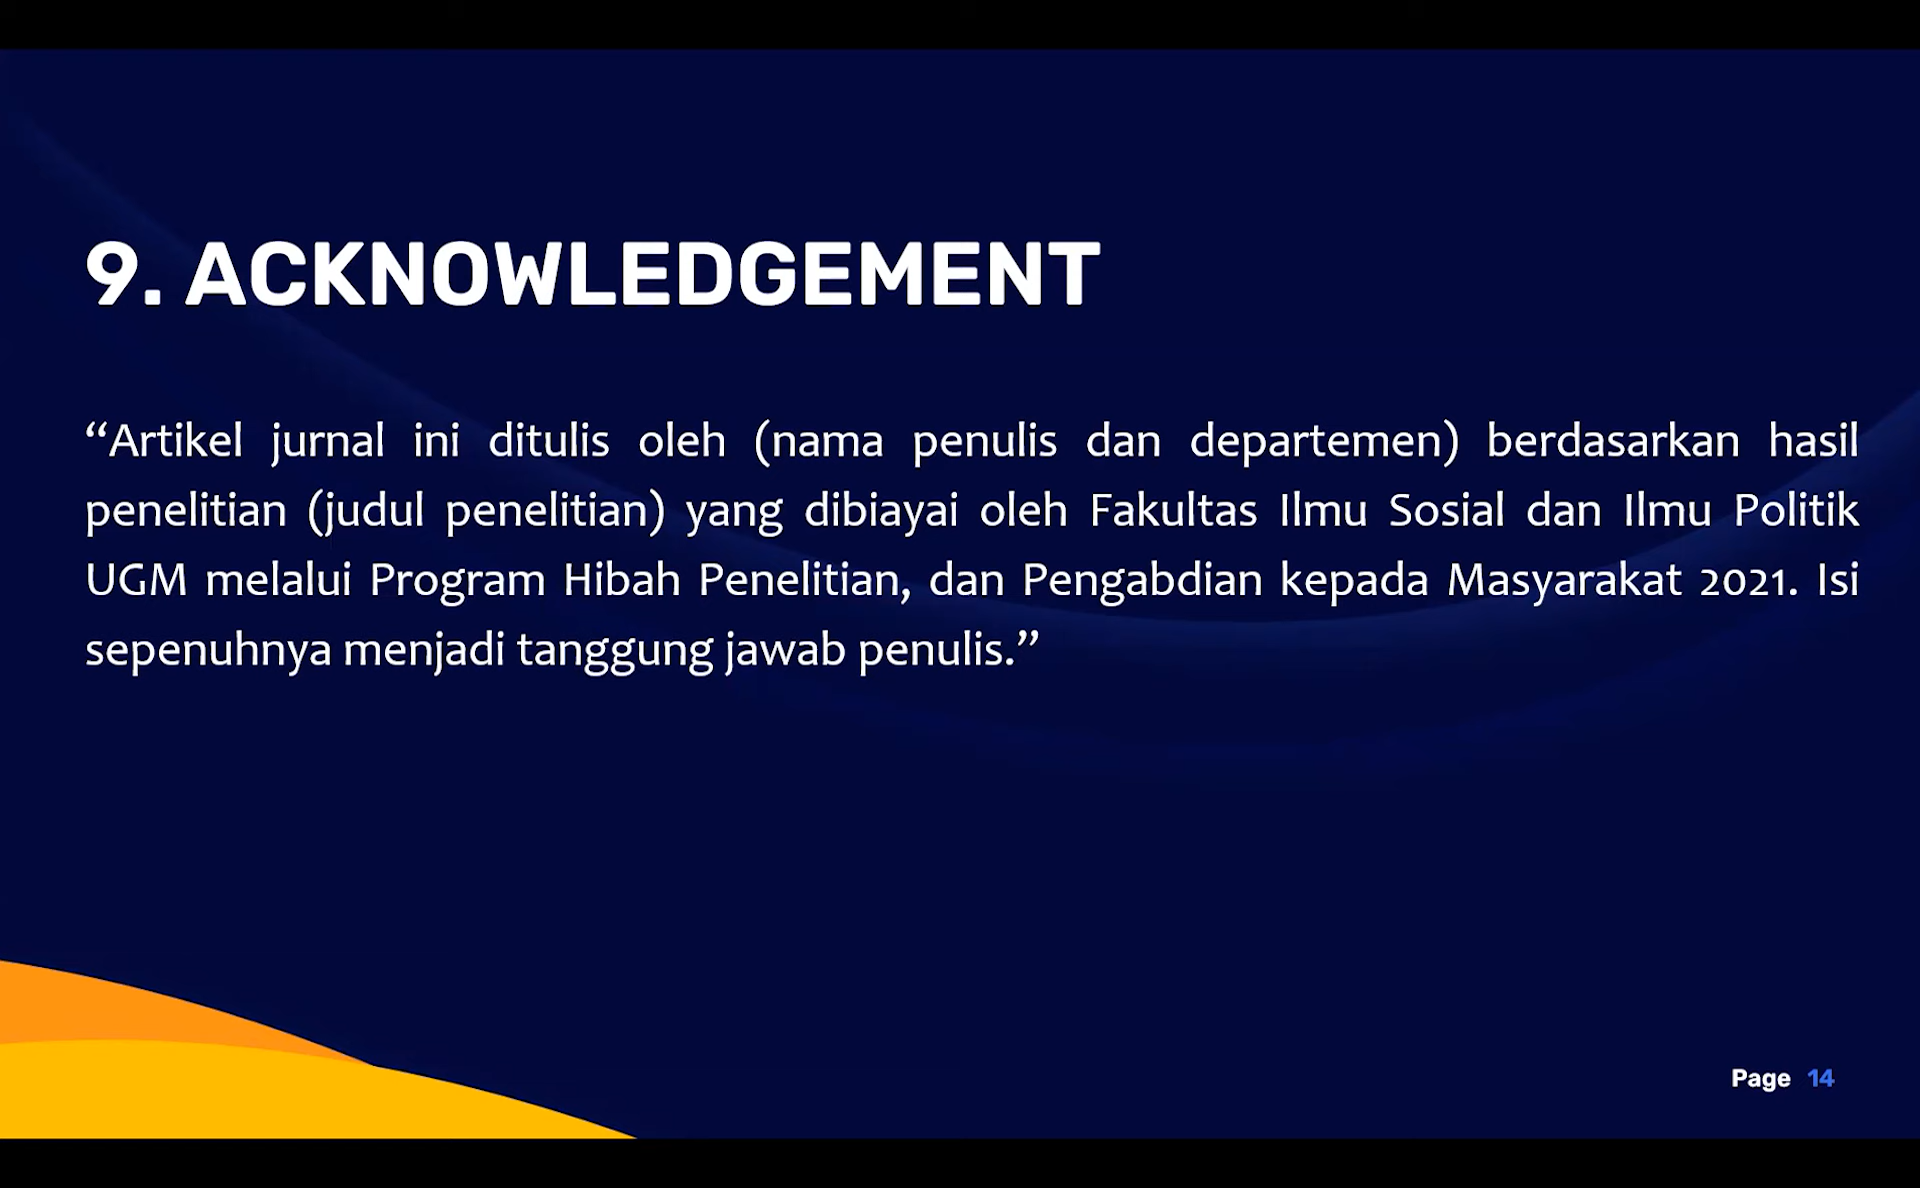 9. ACKNOWLEDGEMENT
“Artikel jurnal ini ditulis oleh (nama penulis dan departemen) berdasarkan hasil
penelitian (judul penelitian) yang dibiayai oleh Fakultas Ilmu Sosial dan Ilmu Politik
UGM melalui Program Hibah Penelitian, dan Pengabdian kepada Masyarakat 2021. Isi
sepenuhnya menjadi tanggung jawab penulis.”
Page 14